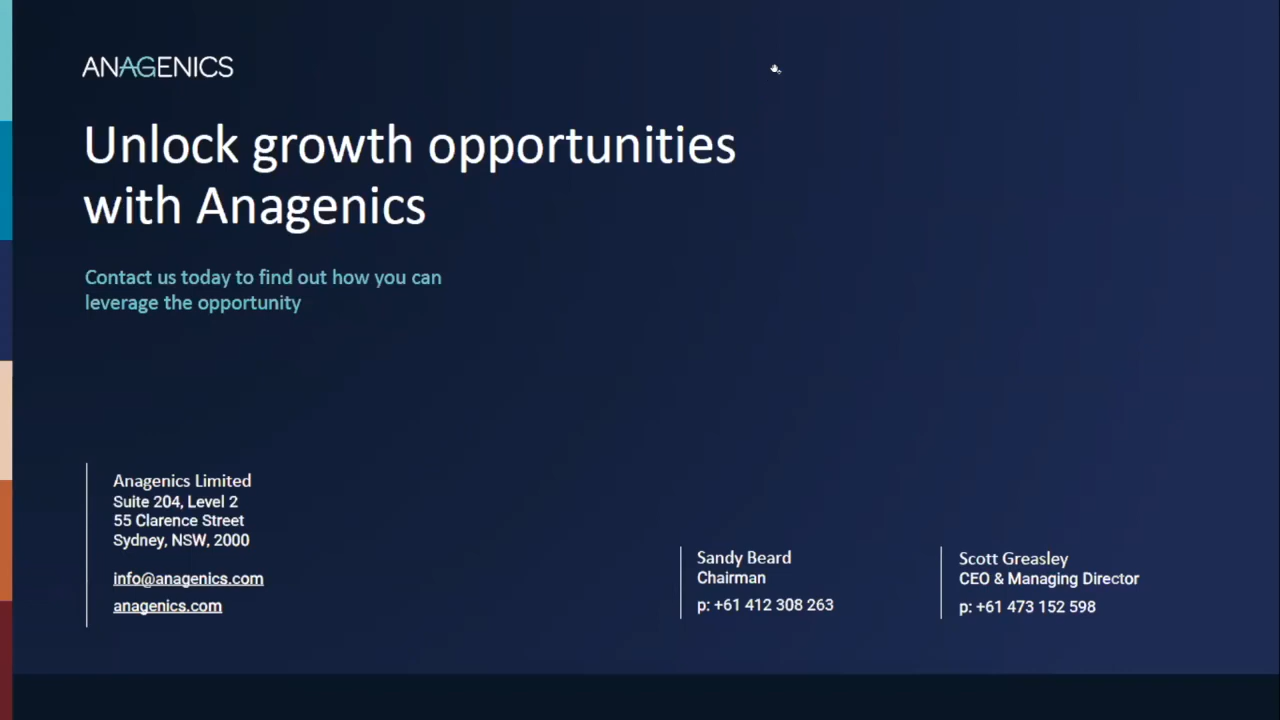 ANAGENICS
Unlock growth opportunities
with Anagenics
Contact us today to find out how you can
leverage the opportunity
Anagenics Limited
Suite 204, Level 2
55 Clarence Street
Sydney, NSW, 2000
info@anagenics.com
anagenics.com
Sandy Beard
Chairman
p: +61 412 308 263
Scott Greasley
CEO & Managing Director
p: +61 473 152 598